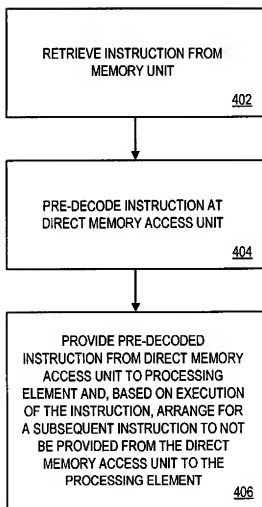 RETRIEVE INSTRUCTION FROM
MEMORY UNIT
402
PRE-DECODE INSTRUCTION AT
DIRECT MEMORY ACCESS UNIT
404
PROVIDE PRE-DECODED
INSTRUCTION FROM DIRECT MEMORY
ACCESS UNIT TO PROCESSING
ELEMENT AND, BASED ON EXECUTION
OF THE INSTRUCTION, ARRANGE FOR
A SUBSEQUENT INSTRUCTION TO NOT
BE PROVIDED FROM THE DIRECT
MEMORY ACCESS UNIT TO THE
PROCESSING ELEMENT
406